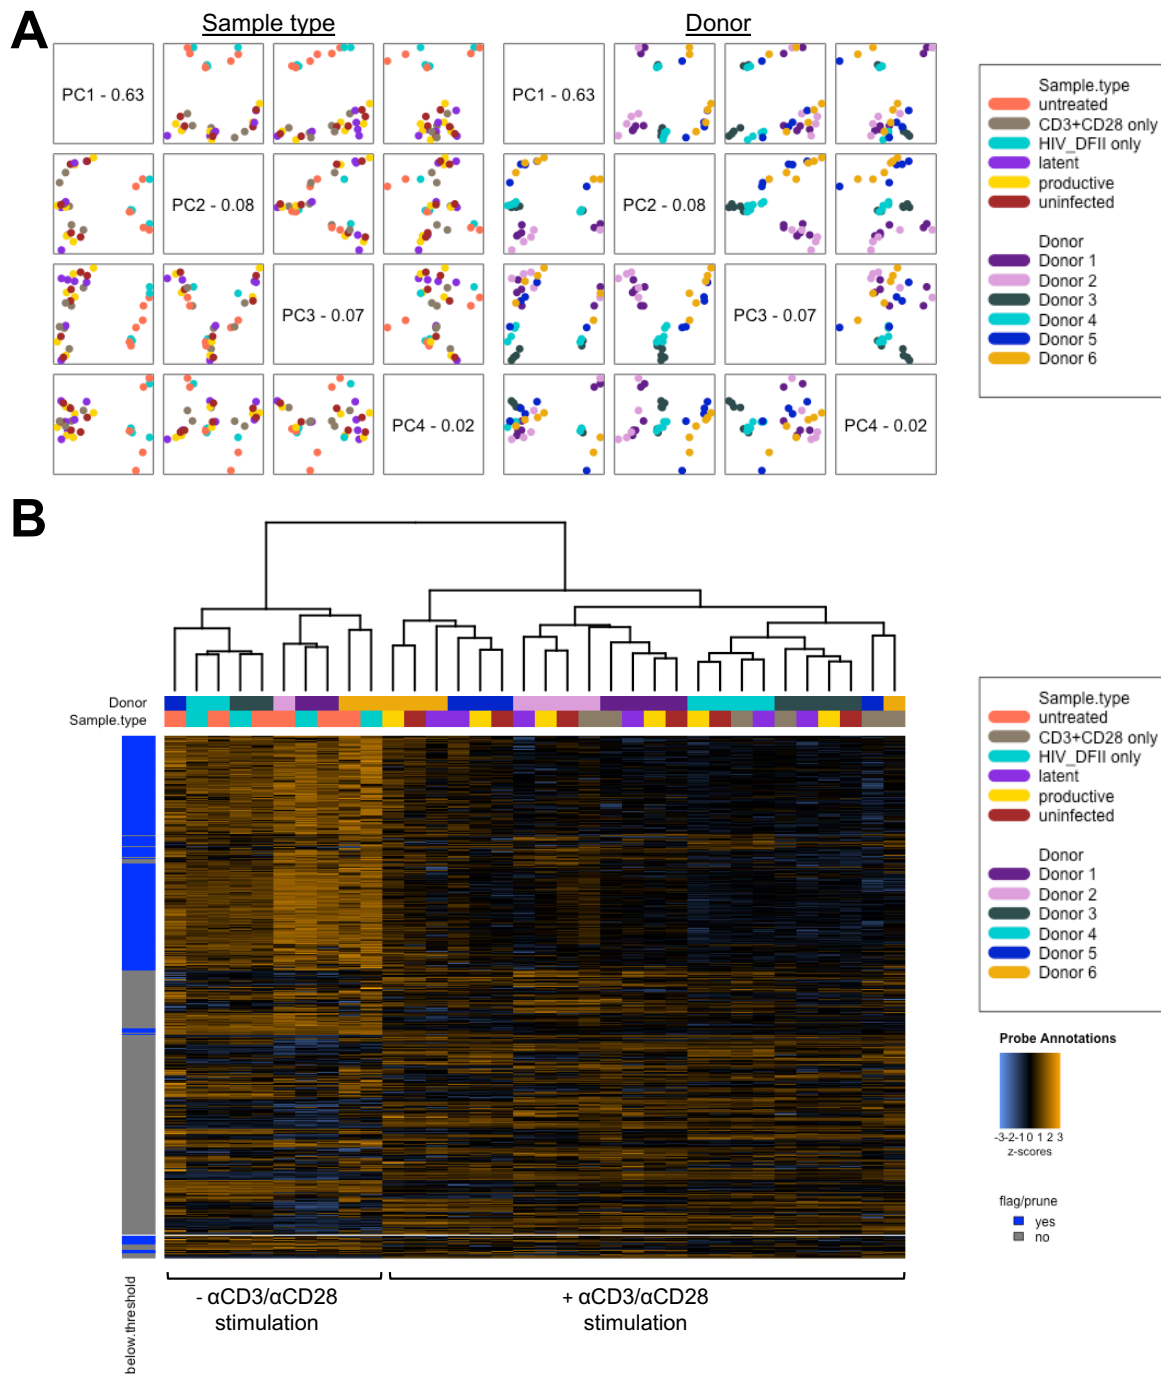 A
Sample type
Donor
PC1 - 0.63
PC2 - 0.08
PC3 - 0.07
PC4 - 0.02
PC1 - 0.63
PC2 - 0.08
PC3 - 0.07
PC4 - 0.02
Sample.type
untreated
CD3+CD28 only
HIV_DFII only
latent
productive
uninfected
Donor
Donor 1
Donor 2
Donor 3
Donor 4
Donor 5
Donor 6
B
Donor
Sample.type
below.threshold
- αCD3/αCD28
stimulation
+ αCD3/αCD28
stimulation
Sample.type
untreated
CD3+CD28 only
HIV_DFII only
latent
productive
uninfected
Donor
Donor 1
Donor 2
Donor 3
Donor 4
Donor 5
Donor 6
Probe Annotations
-3-2-1 0 1 2 3
z-scores
flag/prune
yes
no